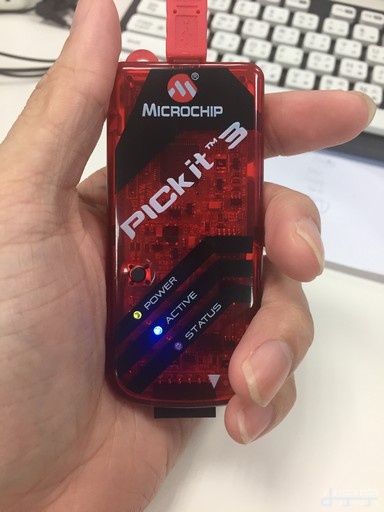 MICROCHIP®
PICkit™ 3
POWER
ACTIVE
STATUS